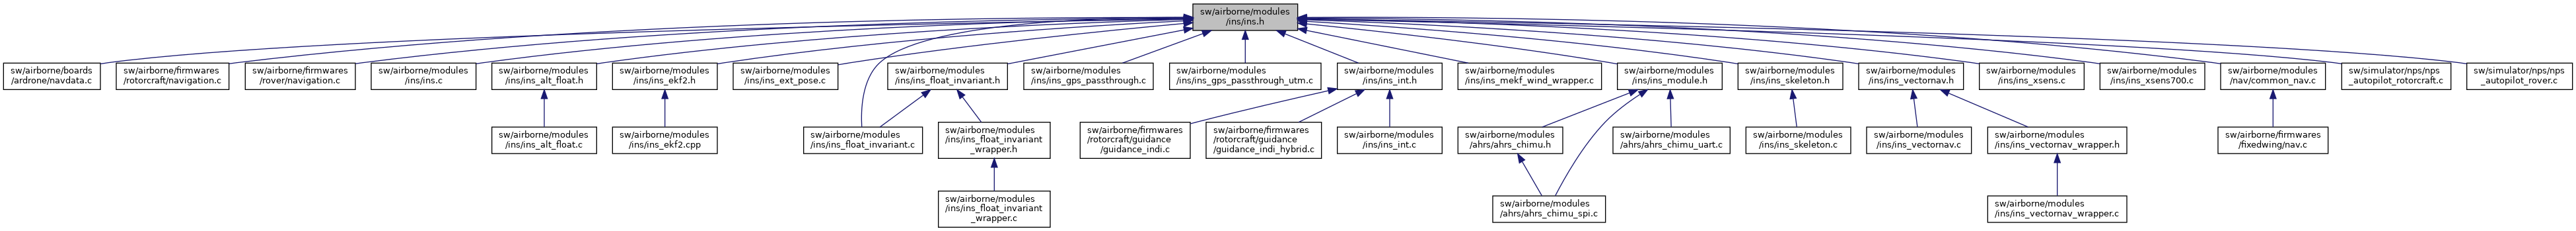 sw/airborne/modules
/ins/ins.h
sw/airborne/boards
/ardrone/navdata.c
sw/airborne/firmwares
/rotorcraft/navigation.c
sw/airborne/firmwares
/rover/navigation.c
sw/airborne/modules
/ins/ins.c
sw/airborne/modules
/ins/ins_alt_float.h
sw/airborne/modules
/ins/ins_ekf2.h
sw/airborne/modules
/ins/ins_ext_pose.c
sw/airborne/modules
/ins/ins_float_invariant.h
sw/airborne/modules
/ins/ins_gps_passthrough.c
sw/airborne/modules
/ins/ins_gps_passthrough_utm.c
sw/airborne/modules
/ins/ins_int.h
sw/airborne/modules
/ins/ins_mekf_wind_wrapper.c
sw/airborne/modules
/ins/ins_module.h
sw/airborne/modules
/ins/ins_skeleton.h
sw/airborne/modules
/ins/ins_vectornav.h
sw/airborne/modules
/ins/ins_xsens.c
sw/airborne/modules
/ins/ins_xsens700.c
sw/airborne/modules
/nav/common_nav.c
sw/simulator/nps/nps
_autopilot_rotorcraft.c
sw/simulator/nps/nps
_autopilot_rover.c
sw/airborne/modules
/ins/ins_alt_float.c
sw/airborne/modules
/ins/ins_ekf2.cpp
sw/airborne/modules
/ins/ins_float_invariant.c
sw/airborne/modules
/ins/ins_float_invariant
_wrapper.h
sw/airborne/firmwares
/rotorcraft/guidance
/guidance_indi.c
sw/airborne/firmwares
/rotorcraft/guidance
/guidance_indi_hybrid.c
sw/airborne/modules
/ins/ins_int.c
sw/airborne/modules
/ahrs/ahrs_chimu.h
sw/airborne/modules
/ahrs/ahrs_chimu_uart.c
sw/airborne/modules
/ins/ins_skeleton.c
sw/airborne/modules
/ins/ins_vectornav.c
sw/airborne/modules
/ins/ins_vectornav_wrapper.h
sw/airborne/firmwares
/fixedwing/nav.c
sw/airborne/modules
/ins/ins_float_invariant
_wrapper.c
sw/airborne/modules
/ahrs/ahrs_chimu_spi.c
sw/airborne/modules
/ins/ins_vectornav_wrapper.c